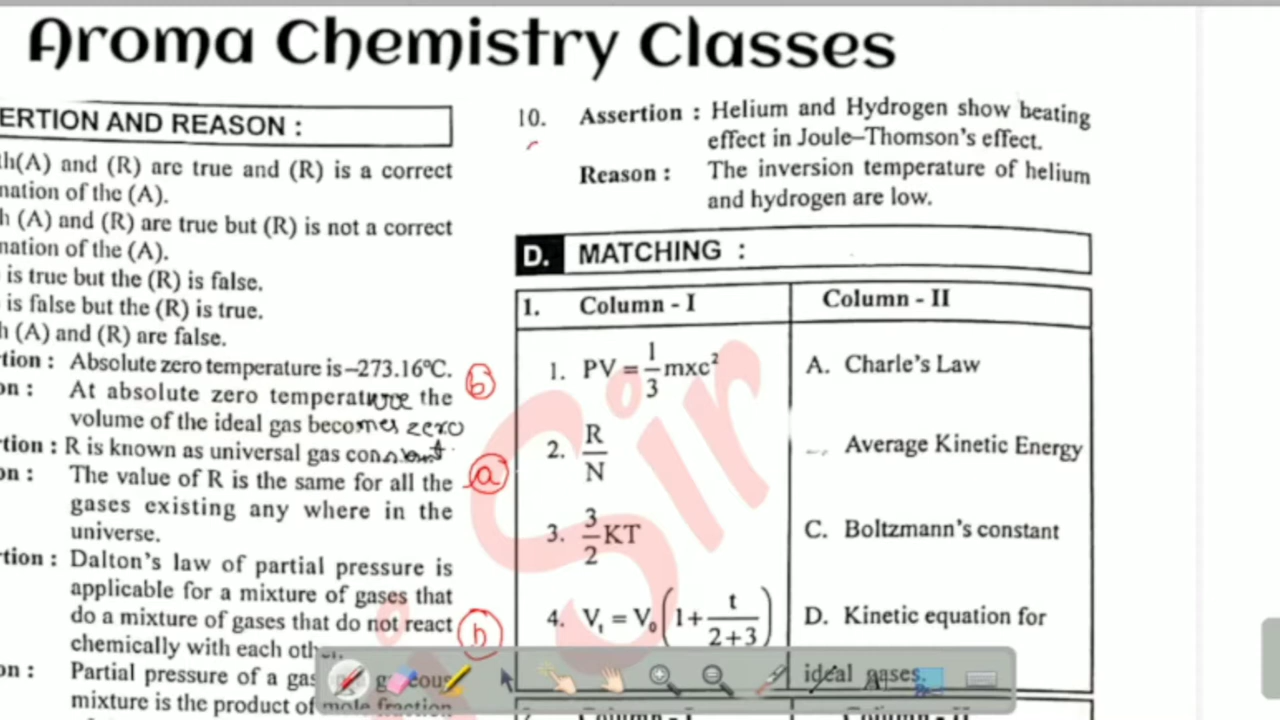 Aroma Chemistry Classes
ERTION AND REASON :
th(A) and (R) are true and (R) is a correct
nation of the (A).
h (A) and (R) are true but (R) is not a correct
nation of the (A).
is true but the (R) is false.
is false but the (R) is true.
h (A) and (R) are false.
tion : Absolute zero temperature is –273.16°C.
on : At absolute zero temperature the
volume of the ideal gas becomes zero
b
rtion : R is known as universal gas constant
on : The value of R is the same for all the
gases existing any where in the
universe.
a
tion : Dalton's law of partial pressure is
applicable for a mixture of gases that
do a mixture of gases that do not react
chemically with each other.
b
on : Partial pressure of a gas gaseous
mixture is the product of mole fraction
10. Assertion : Helium and Hydrogen show heating
effect in Joule–Thomson's effect.
Reason : The inversion temperature of helium
and hydrogen are low.
D. MATCHING :
1. Column - I Column - II
1. PV = 1/3 mxc² A. Charle's Law
2. R/N Average Kinetic Energy
3. 3/2 KT C. Boltzmann's constant
4. Vt = V0 (1 + t/2+3) D. Kinetic equation for
ideal gases.
Column - I Column - II
Sir